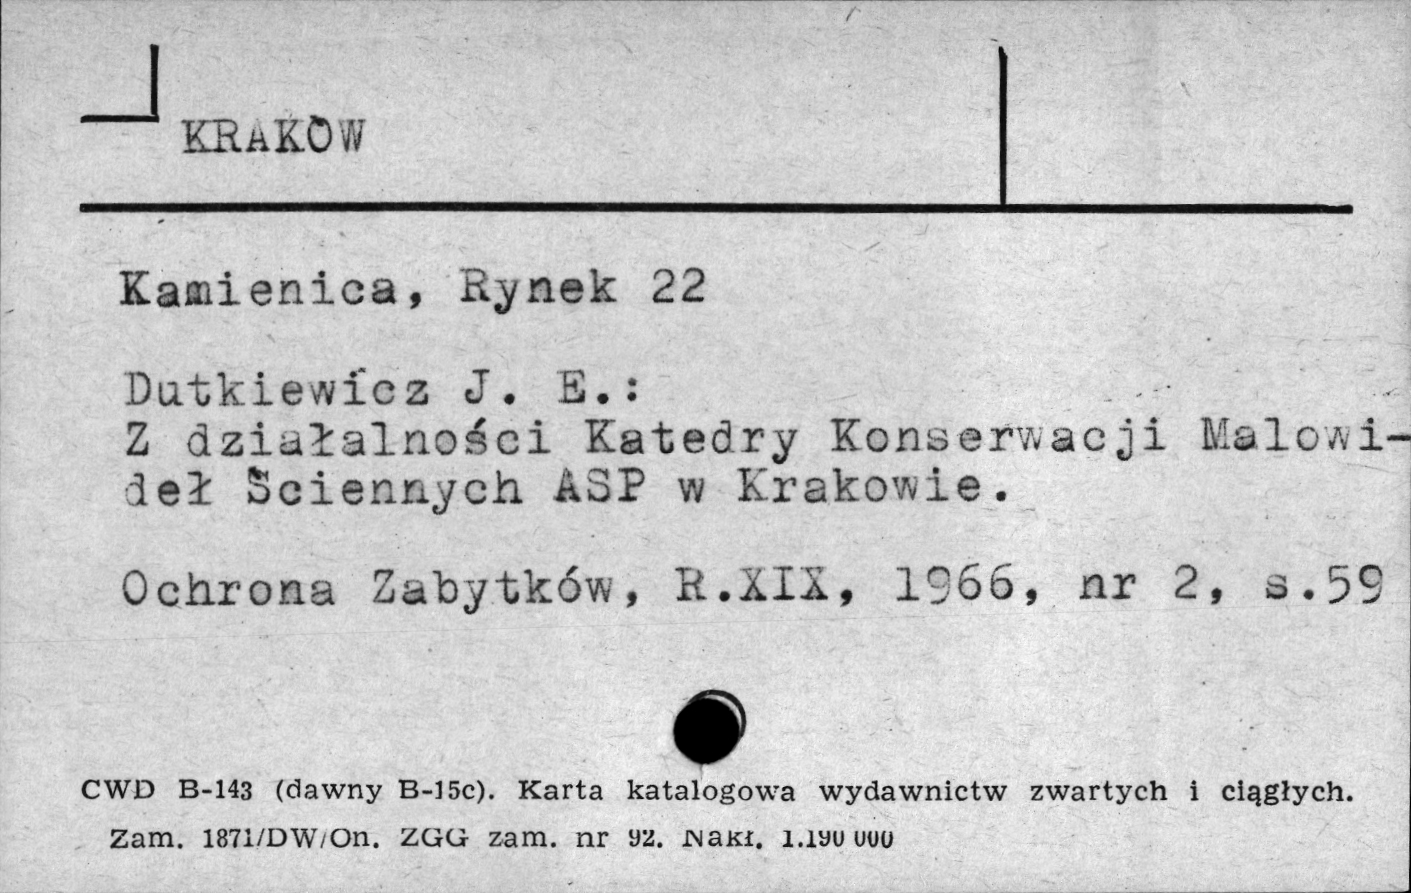 KRAKÓW
Kamienica, Rynek 22
Dutkiewicz J. E.:
Z działalności Katedry Konserwacji Malowi-
deł Ściennych ASP w Krakowie.
Ochrona Zabytków, R.XIX, 1966, nr 2, s.59
CWD B-143 (dawny B-15c). Karta katalogowa wydawnictw zwartych i ciągłych.
Zam. 1871/DW/On. ZGG zam. nr 92. Nakł. 1.190 000